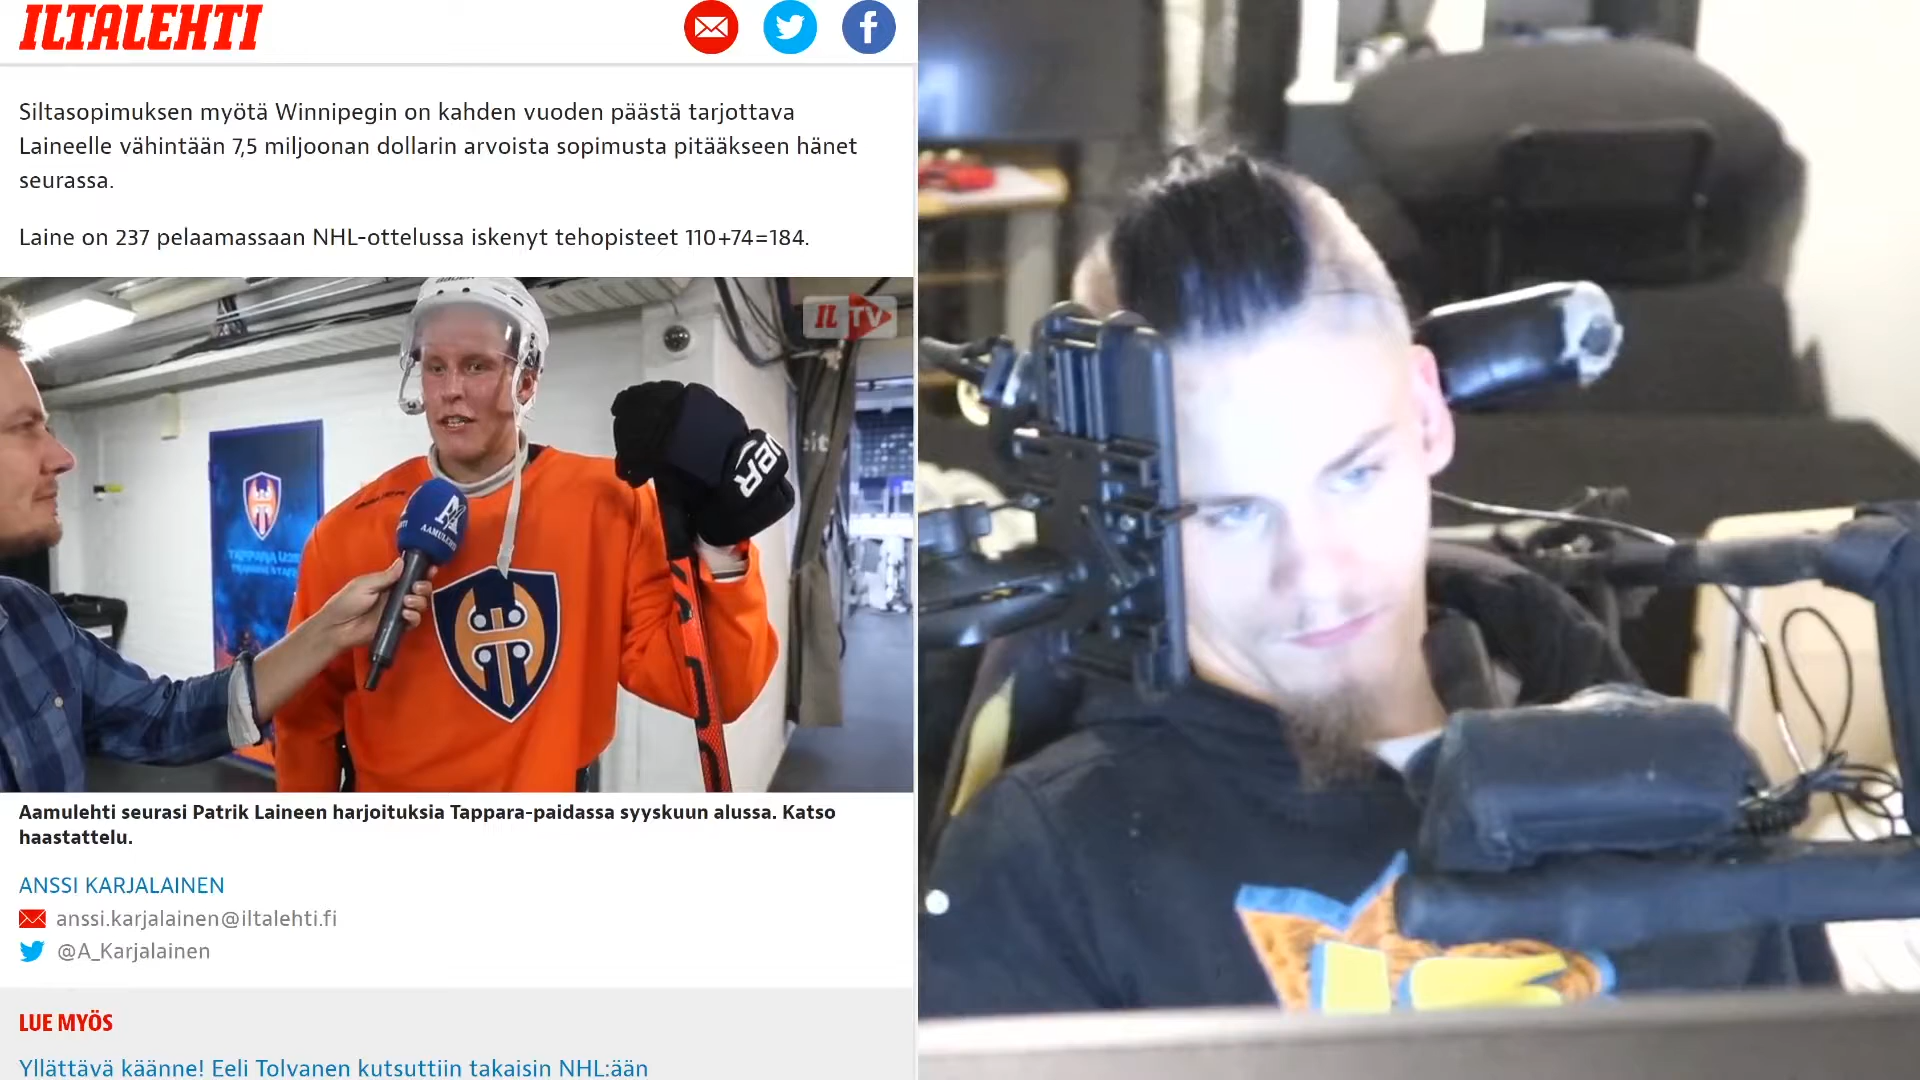 ILTALEHTI
Siltasopimuksen myötä Winnipegin on kahden vuoden päästä tarjottava
Laineelle vähintään 7,5 miljoonan dollarin arvoista sopimusta pitääkseen hänet
seurassa.
Laine on 237 pelaamassaan NHL-ottelussa iskenyt tehopisteet 110+74=184.
IL TV
AAMULEHTI
Aamulehti seurasi Patrik Laineen harjoituksia Tappara-paidassa syyskuun alussa. Katso
haastattelu.
ANSSI KARJALAINEN
anssi.karjalainen@iltalehti.fi
@A_Karjalainen
LUE MYÖS
Yllättävä käänne! Eeli Tolvanen kutsuttiin takaisin NHL:ään